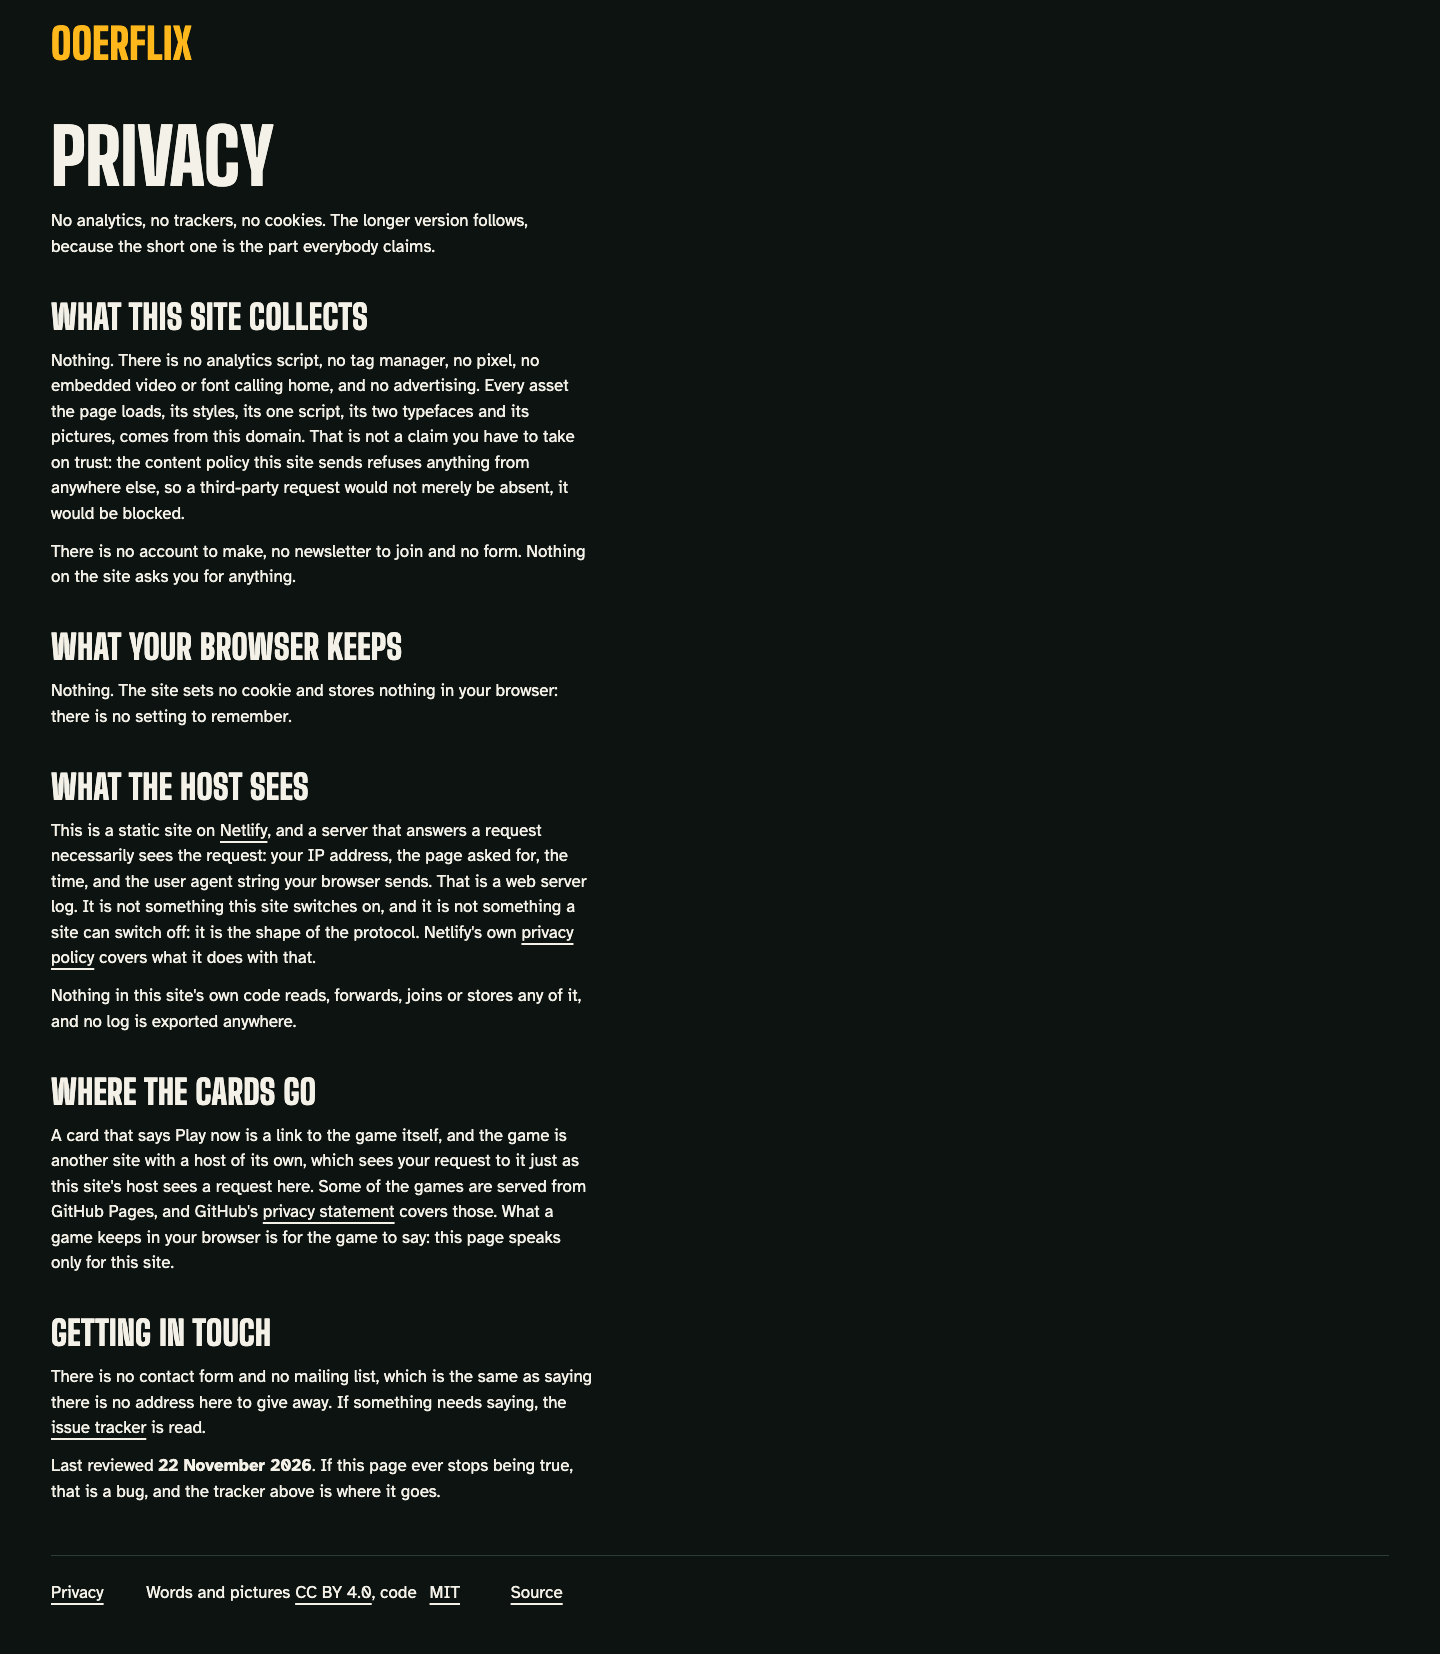 OOERFLIX
PRIVACY
No analytics, no trackers, no cookies. The longer version follows,
because the short one is the part everybody claims.
WHAT THIS SITE COLLECTS
Nothing. There is no analytics script, no tag manager, no pixel, no
embedded video or font calling home, and no advertising. Every asset
the page loads, its styles, its one script, its two typefaces and its
pictures, comes from this domain. That is not a claim you have to take
on trust: the content policy this site sends refuses anything from
anywhere else, so a third-party request would not merely be absent, it
would be blocked.
There is no account to make, no newsletter to join and no form. Nothing
on the site asks you for anything.
WHAT YOUR BROWSER KEEPS
Nothing. The site sets no cookie and stores nothing in your browser:
there is no setting to remember.
WHAT THE HOST SEES
This is a static site on Netlify, and a server that answers a request
necessarily sees the request: your IP address, the page asked for, the
time, and the user agent string your browser sends. That is a web server
log. It is not something this site switches on, and it is not something a
site can switch off: it is the shape of the protocol. Netlify's own privacy
policy covers what it does with that.
Nothing in this site's own code reads, forwards, joins or stores any of it,
and no log is exported anywhere.
WHERE THE CARDS GO
A card that says Play now is a link to the game itself, and the game is
another site with a host of its own, which sees your request to it just as
this site's host sees a request here. Some of the games are served from
GitHub Pages, and GitHub's privacy statement covers those. What a
game keeps in your browser is for the game to say: this page speaks
only for this site.
GETTING IN TOUCH
There is no contact form and no mailing list, which is the same as saying
there is no address here to give away. If something needs saying, the
issue tracker is read.
Last reviewed 22 November 2026. If this page ever stops being true,
that is a bug, and the tracker above is where it goes.
Privacy Words and pictures CC BY 4.0, code MIT Source